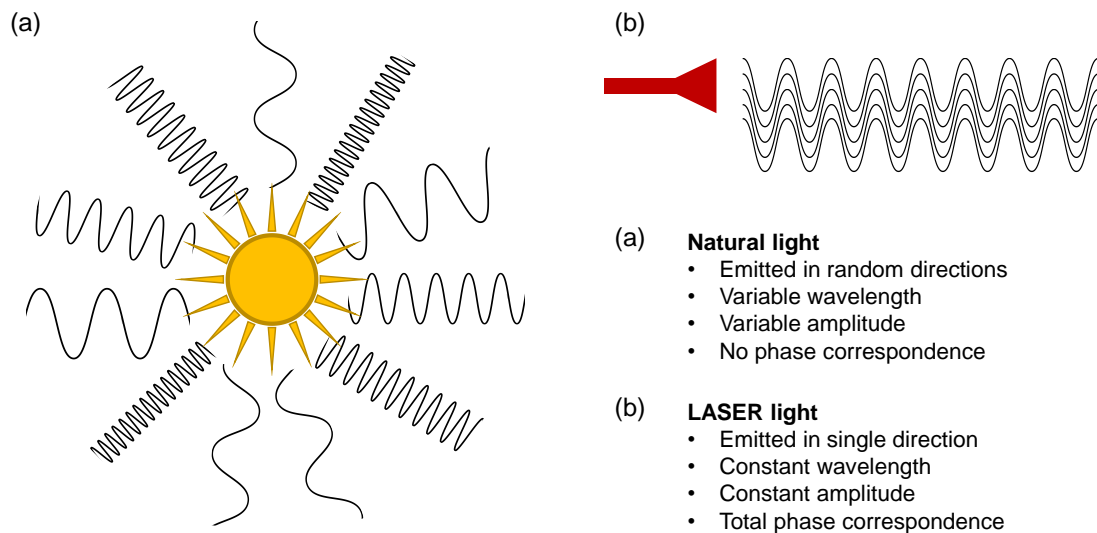 (a)
(b)
(a) Natural light
• Emitted in random directions
• Variable wavelength
• Variable amplitude
• No phase correspondence
(b) LASER light
• Emitted in single direction
• Constant wavelength
• Constant amplitude
• Total phase correspondence